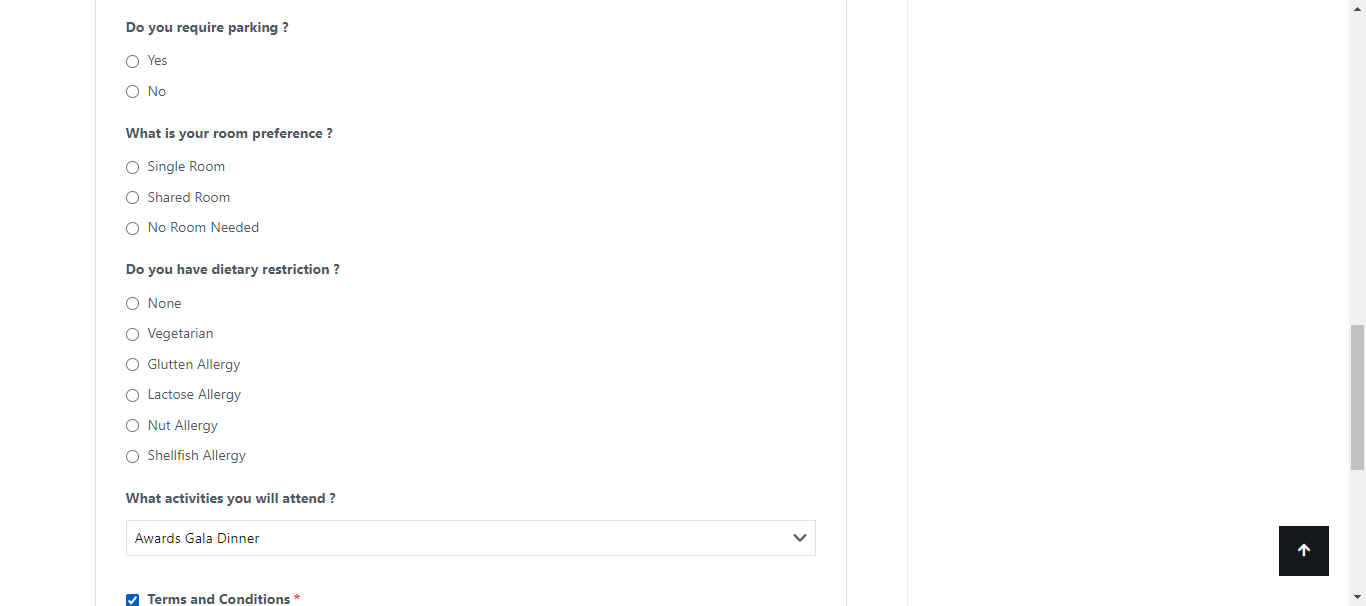 Do you require parking ?
Yes
No
What is your room preference ?
Single Room
Shared Room
No Room Needed
Do you have dietary restriction ?
None
Vegetarian
Glutten Allergy
Lactose Allergy
Nut Allergy
Shellfish Allergy
What activities you will attend ?
Awards Gala Dinner
Terms and Conditions *